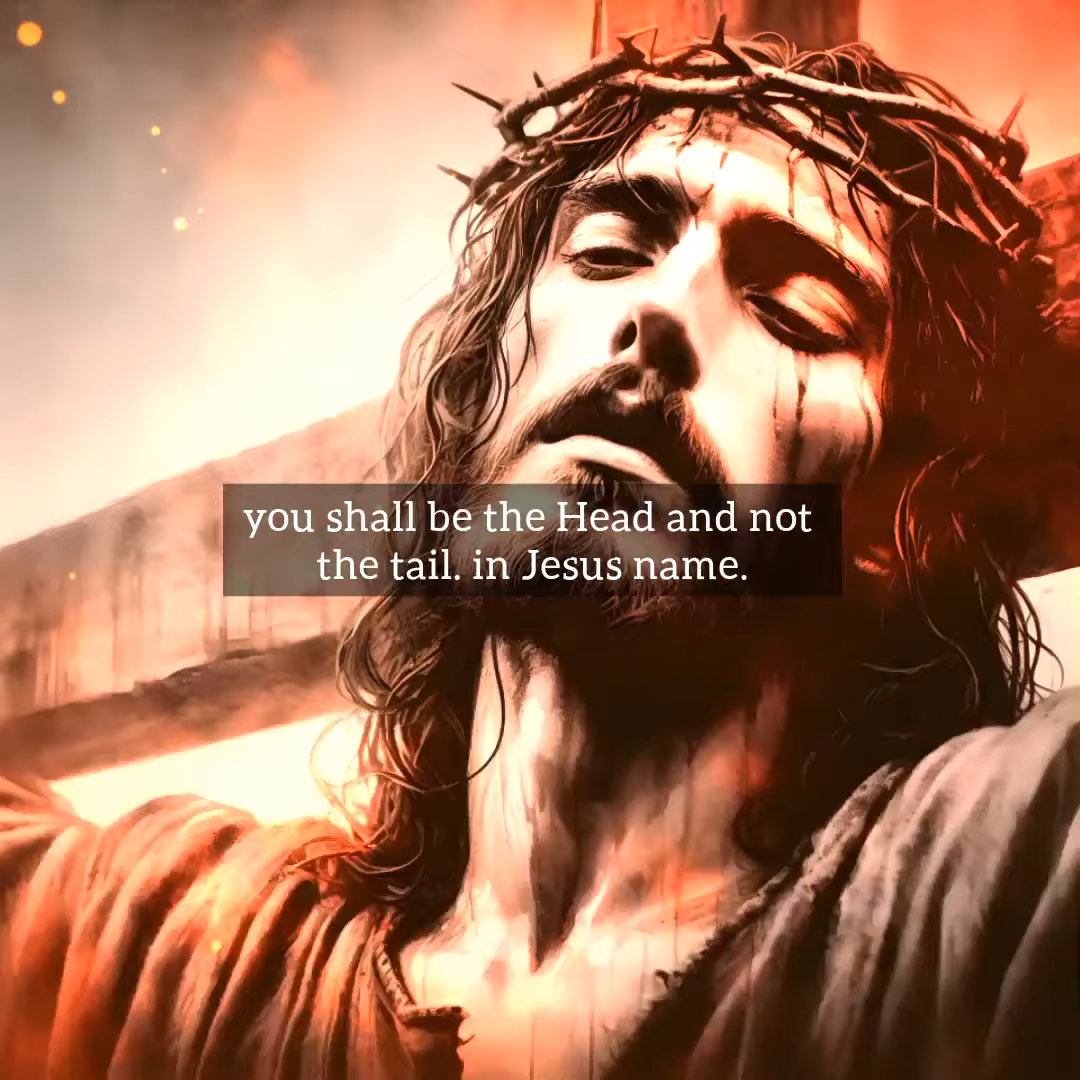 you shall be the Head and not
the tail. in Jesus name.